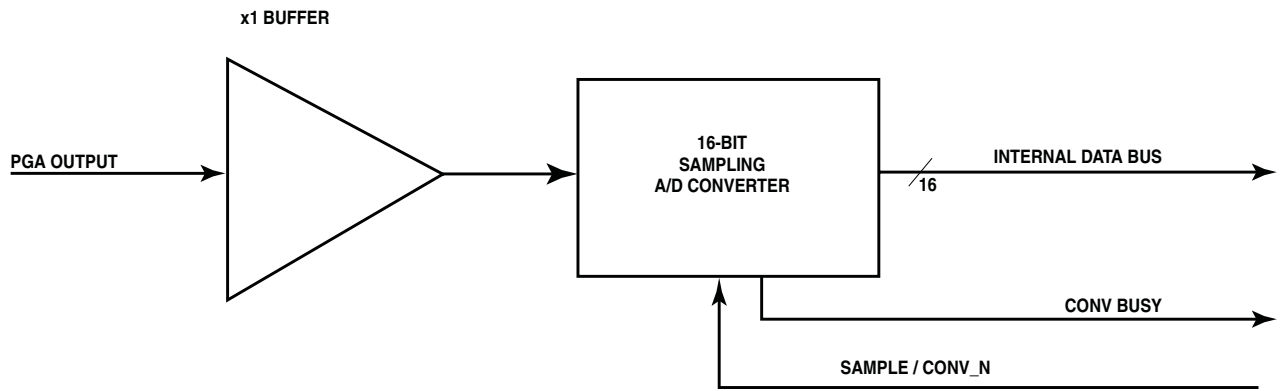 x1 BUFFER
PGA OUTPUT
16-BIT
SAMPLING
A/D CONVERTER
INTERNAL DATA BUS
16
CONV BUSY
SAMPLE / CONV_N